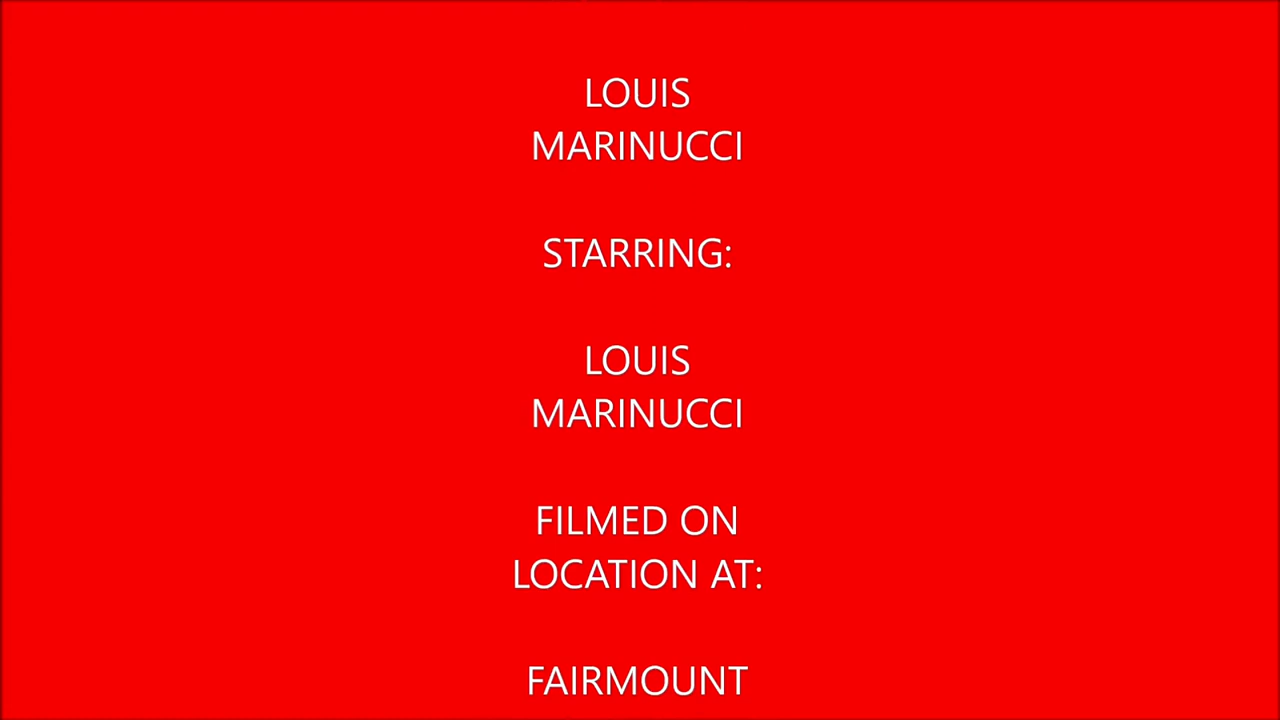 LOUIS
MARINUCCI
STARRING:
LOUIS
MARINUCCI
FILMED ON
LOCATION AT:
FAIRMOUNT